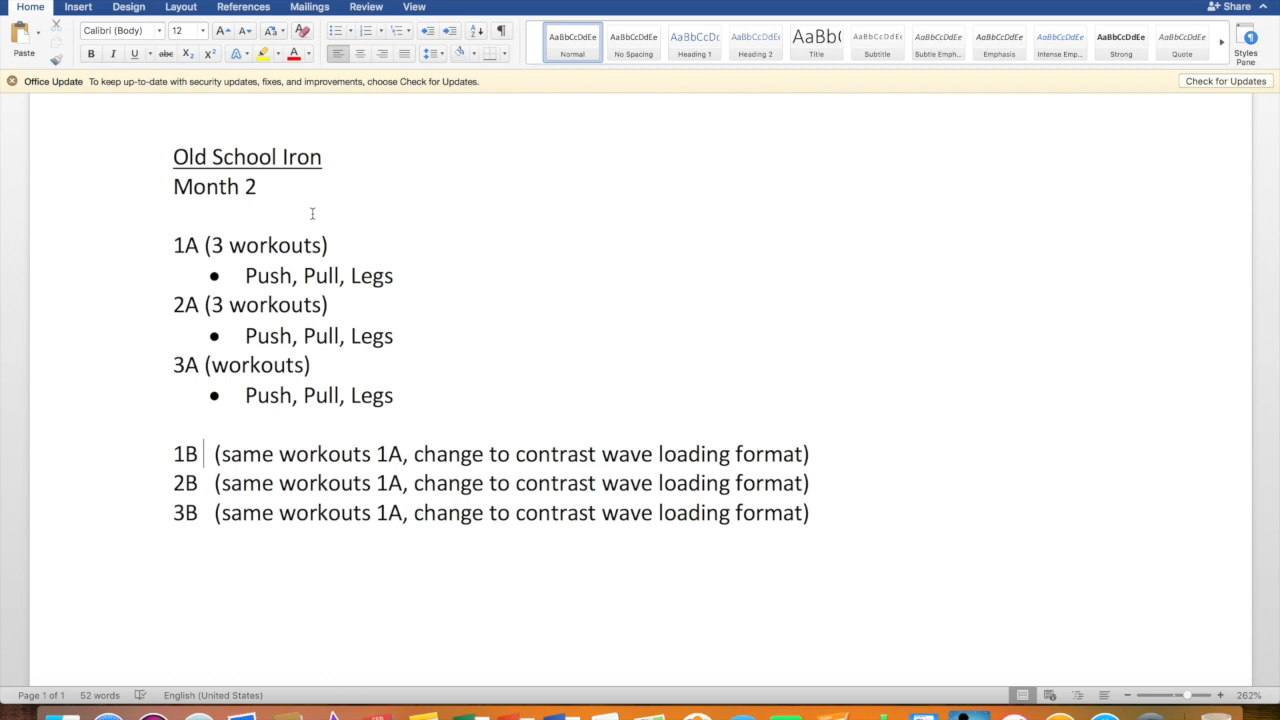 Home Insert Design Layout References Mailings Review View Share
Calibri (Body) 12 AaBbCcDdEe AaBbCcDdEe AaBbCcDc AaBbCcDdEe AaBb( AaBbCcDdEe AaBbCcDdEe AaBbCcDdEe AaBbCcDdEe AaBbCcDdEe AaBbCcDdEe
Paste B I U abc X₂ X² A A Normal No Spacing Heading 1 Heading 2 Title Subtitle Subtle Emph... Emphasis Intense Emp... Strong Quote Styles Pane
Office Update To keep up-to-date with security updates, fixes, and improvements, choose Check for Updates. Check for Updates
Old School Iron
Month 2
1A (3 workouts)
• Push, Pull, Legs
2A (3 workouts)
• Push, Pull, Legs
3A (workouts)
• Push, Pull, Legs
1B (same workouts 1A, change to contrast wave loading format)
2B (same workouts 1A, change to contrast wave loading format)
3B (same workouts 1A, change to contrast wave loading format)
Page 1 of 1 52 words English (United States) 262%